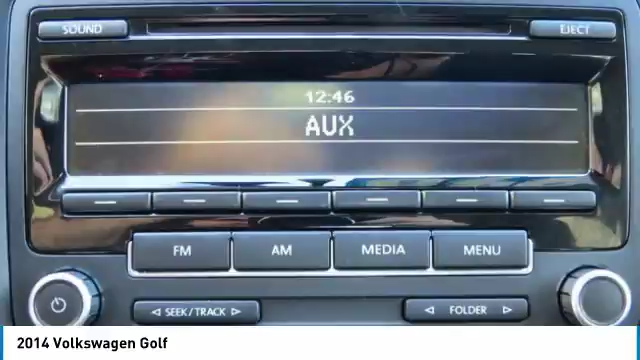 SOUND
EJECT
12:46
AUX
FM
AM
MEDIA
MENU
SEEK/TRACK
FOLDER
2014 Volkswagen Golf